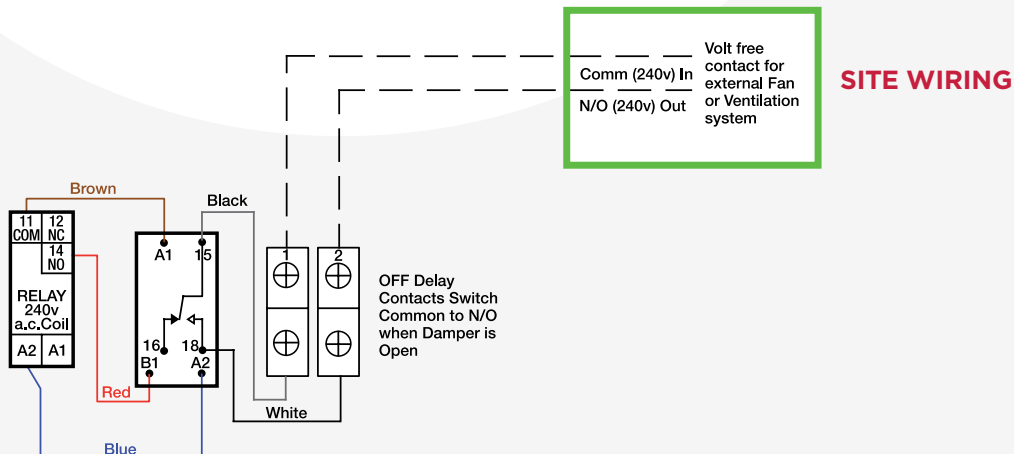 Volt free
contact for
external Fan
or Ventilation
system
Comm (240v) In
N/O (240v) Out
SITE WIRING
Brown
Black
11
COM
12
NC
14
NO
RELAY
240v
a.c.Coil
A2
A1
A1
15
16
18
B1
A2
1
2
OFF Delay
Contacts Switch
Common to N/O
when Damper is
Open
Red
White
Blue